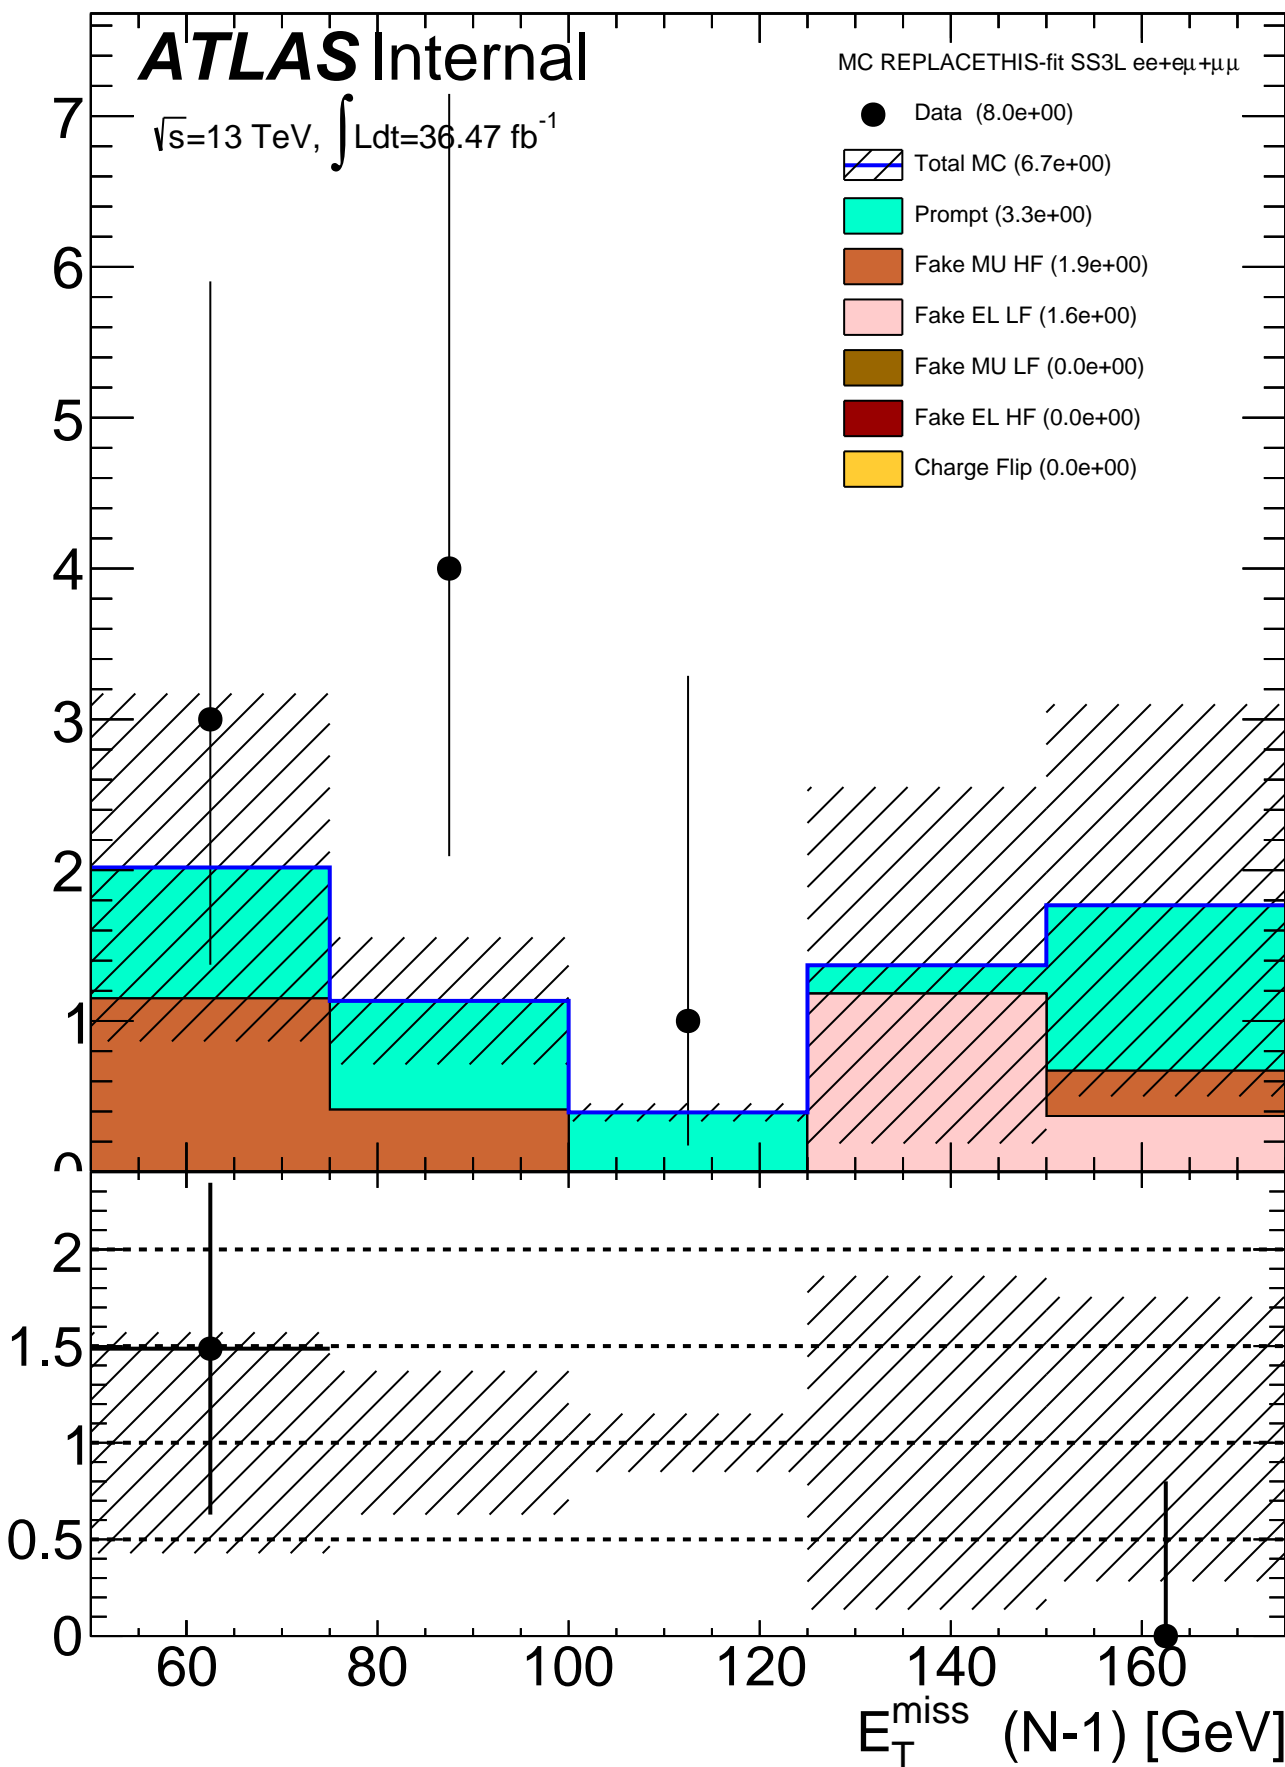 ATLAS Internal
√s=13 TeV, ∫Ldt=36.47 fb⁻¹
MC REPLACETHIS-fit SS3L ee+eμ+μμ
Data (8.0e+00)
Total MC (6.7e+00)
Prompt (3.3e+00)
Fake MU HF (1.9e+00)
Fake EL LF (1.6e+00)
Fake MU LF (0.0e+00)
Fake EL HF (0.0e+00)
Charge Flip (0.0e+00)
7
6
5
4
3
2
1
0
2
1.5
1
0.5
0
60 80 100 120 140 160
E_T^miss (N-1) [GeV]